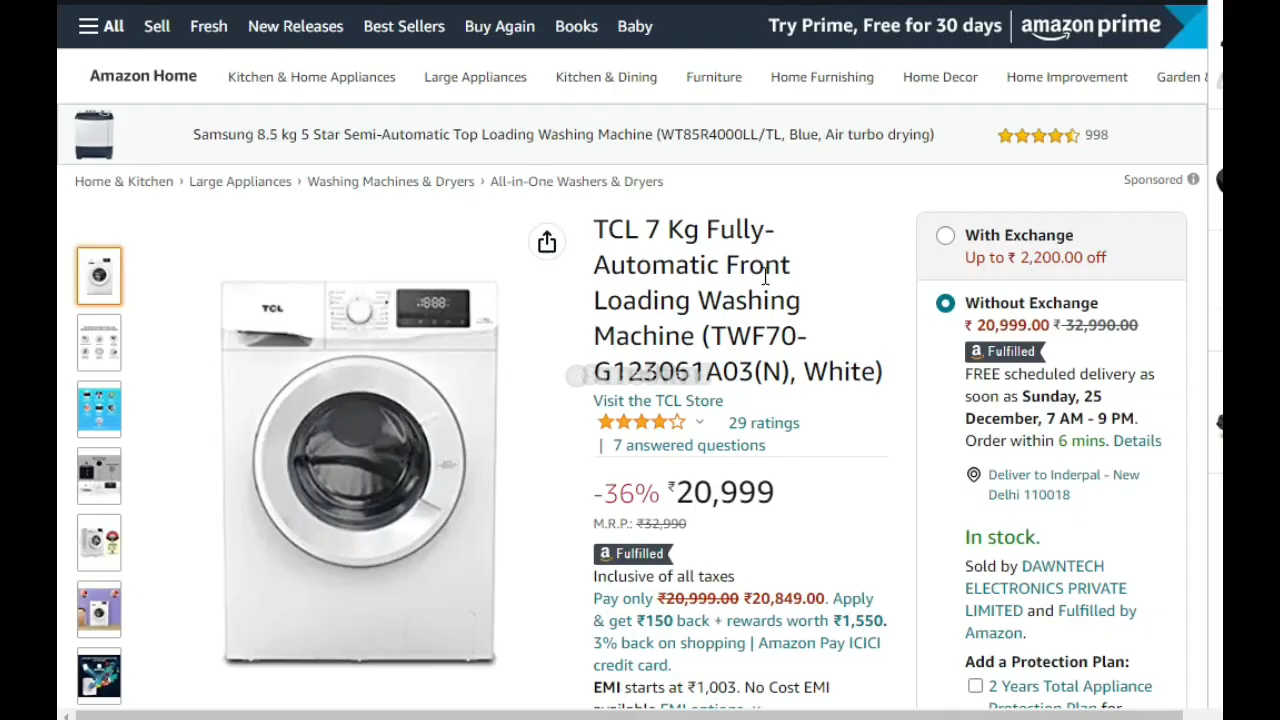 All Sell Fresh New Releases Best Sellers Buy Again Books Baby Try Prime, Free for 30 days amazon prime
Amazon Home Kitchen & Home Appliances Large Appliances Kitchen & Dining Furniture Home Furnishing Home Decor Home Improvement Garden
Samsung 8.5 kg 5 Star Semi-Automatic Top Loading Washing Machine (WT85R4000LL/TL, Blue, Air turbo drying) 998
Home & Kitchen › Large Appliances › Washing Machines & Dryers › All-in-One Washers & Dryers
Sponsored
TCL
TCL 7 Kg Fully-
Automatic Front
Loading Washing
Machine (TWF70-
G123061A03(N), White)
Visit the TCL Store
29 ratings
| 7 answered questions
-36% ₹20,999
M.R.P.: ₹32,990
a Fulfilled
Inclusive of all taxes
Pay only ₹20,999.00 ₹20,849.00. Apply
& get ₹150 back + rewards worth ₹1,550.
3% back on shopping | Amazon Pay ICICI
credit card.
EMI starts at ₹1,003. No Cost EMI
available EMI options
With Exchange
Up to ₹ 2,200.00 off
Without Exchange
₹ 20,999.00 ₹ 32,990.00
a Fulfilled
FREE scheduled delivery as
soon as Sunday, 25
December, 7 AM - 9 PM.
Order within 6 mins. Details
Deliver to Inderpal - New
Delhi 110018
In stock.
Sold by DAWNTECH
ELECTRONICS PRIVATE
LIMITED and Fulfilled by
Amazon.
Add a Protection Plan:
2 Years Total Appliance
Protection Plan for